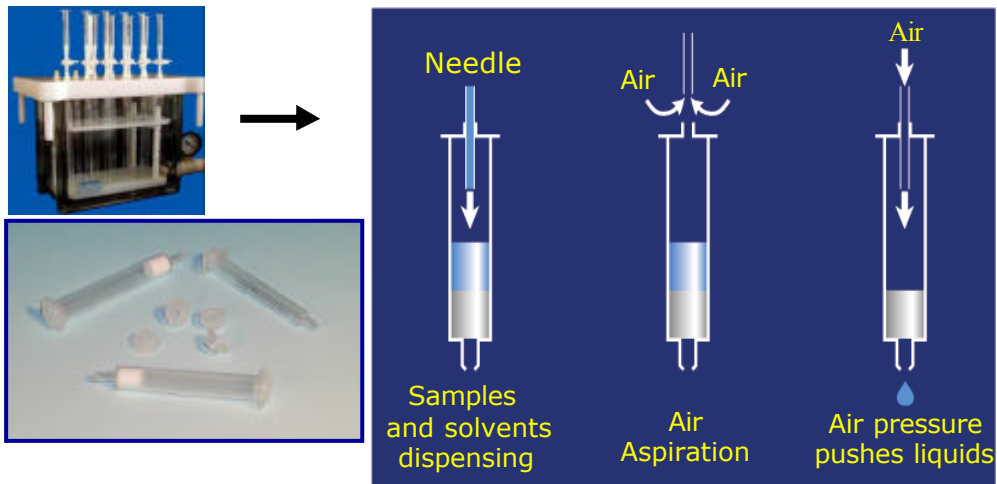 Needle
Samples
and solvents
dispensing
Air
Air
Air
Aspiration
Air
Air pressure
pushes liquids